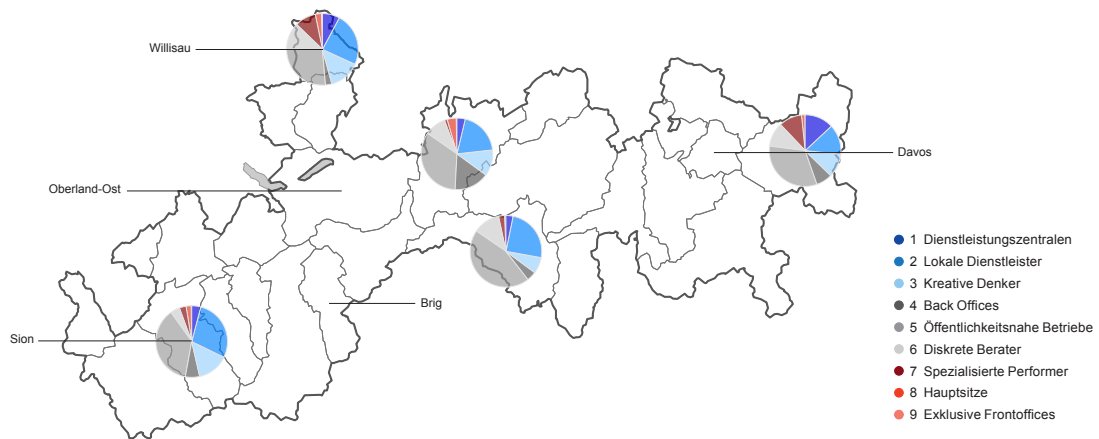 Willisau
Davos
Oberland-Ost
Brig
Sion
1 Dienstleistungszentralen
2 Lokale Dienstleister
3 Kreative Denker
4 Back Offices
5 Öffentlichkeitsnahe Betriebe
6 Diskrete Berater
7 Spezialisierte Performer
8 Hauptsitze
9 Exklusive Frontoffices